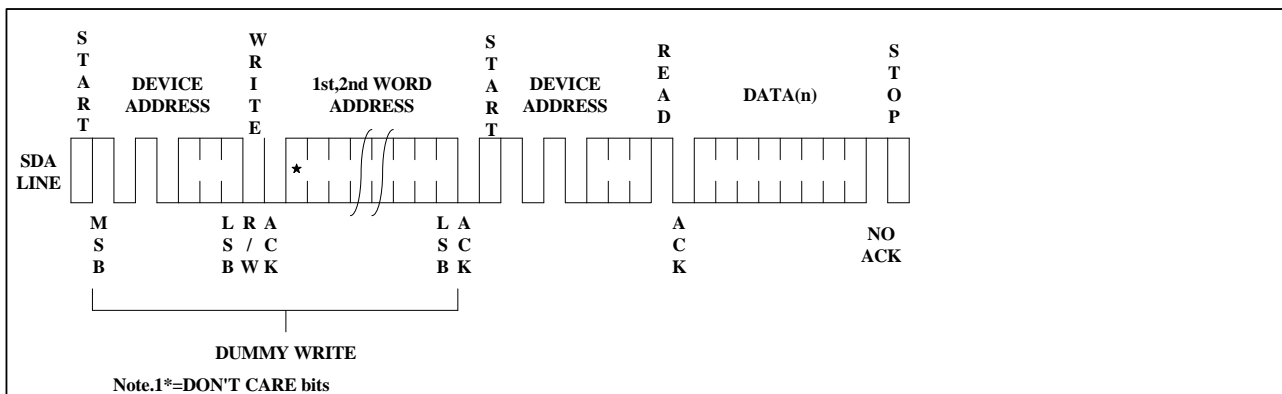 START
WRITE
START
READ
STOP
DEVICE
ADDRESS
1st,2nd WORD
ADDRESS
DEVICE
ADDRESS
DATA(n)
SDA
LINE
MSB
LSB
R/W
ACK
LSB
ACK
ACK
NO
ACK
DUMMY WRITE
Note.1*=DON'T CARE bits